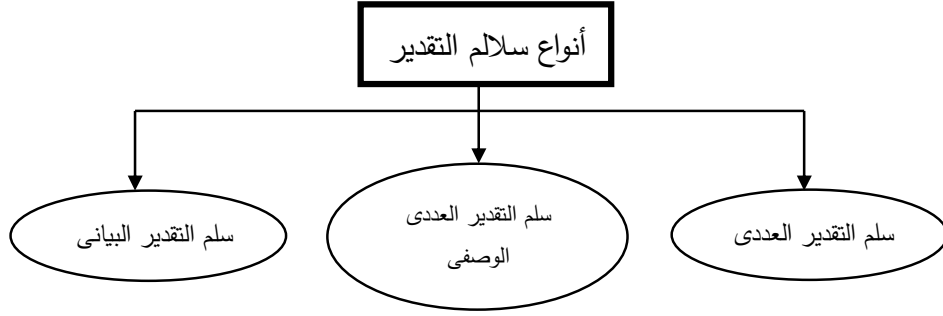 أنواع سلالم التقدير
سلم التقدير العددى
سلم التقدير العددى
الوصفى
سلم التقدير البيانى